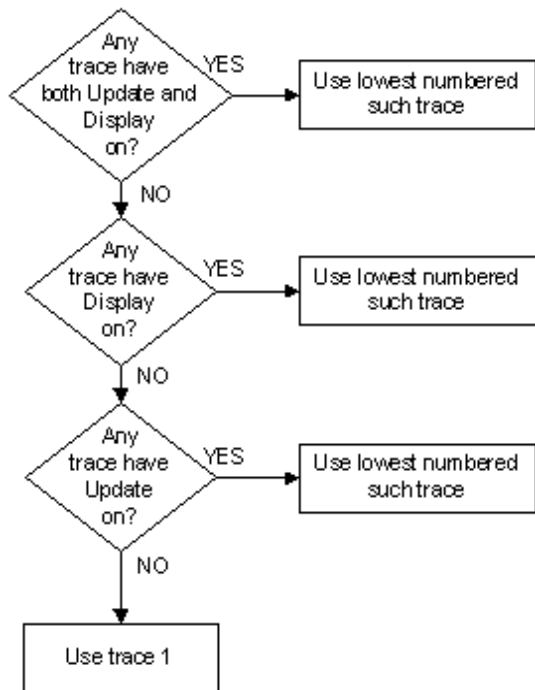 Any
trace have
both Update and
Display
on?
YES
Use lowest numbered
such trace
NO
Any
trace have
Display
on?
YES
Use lowest numbered
such trace
NO
Any
trace have
Update
on?
YES
Use lowest numbered
such trace
NO
Use trace 1